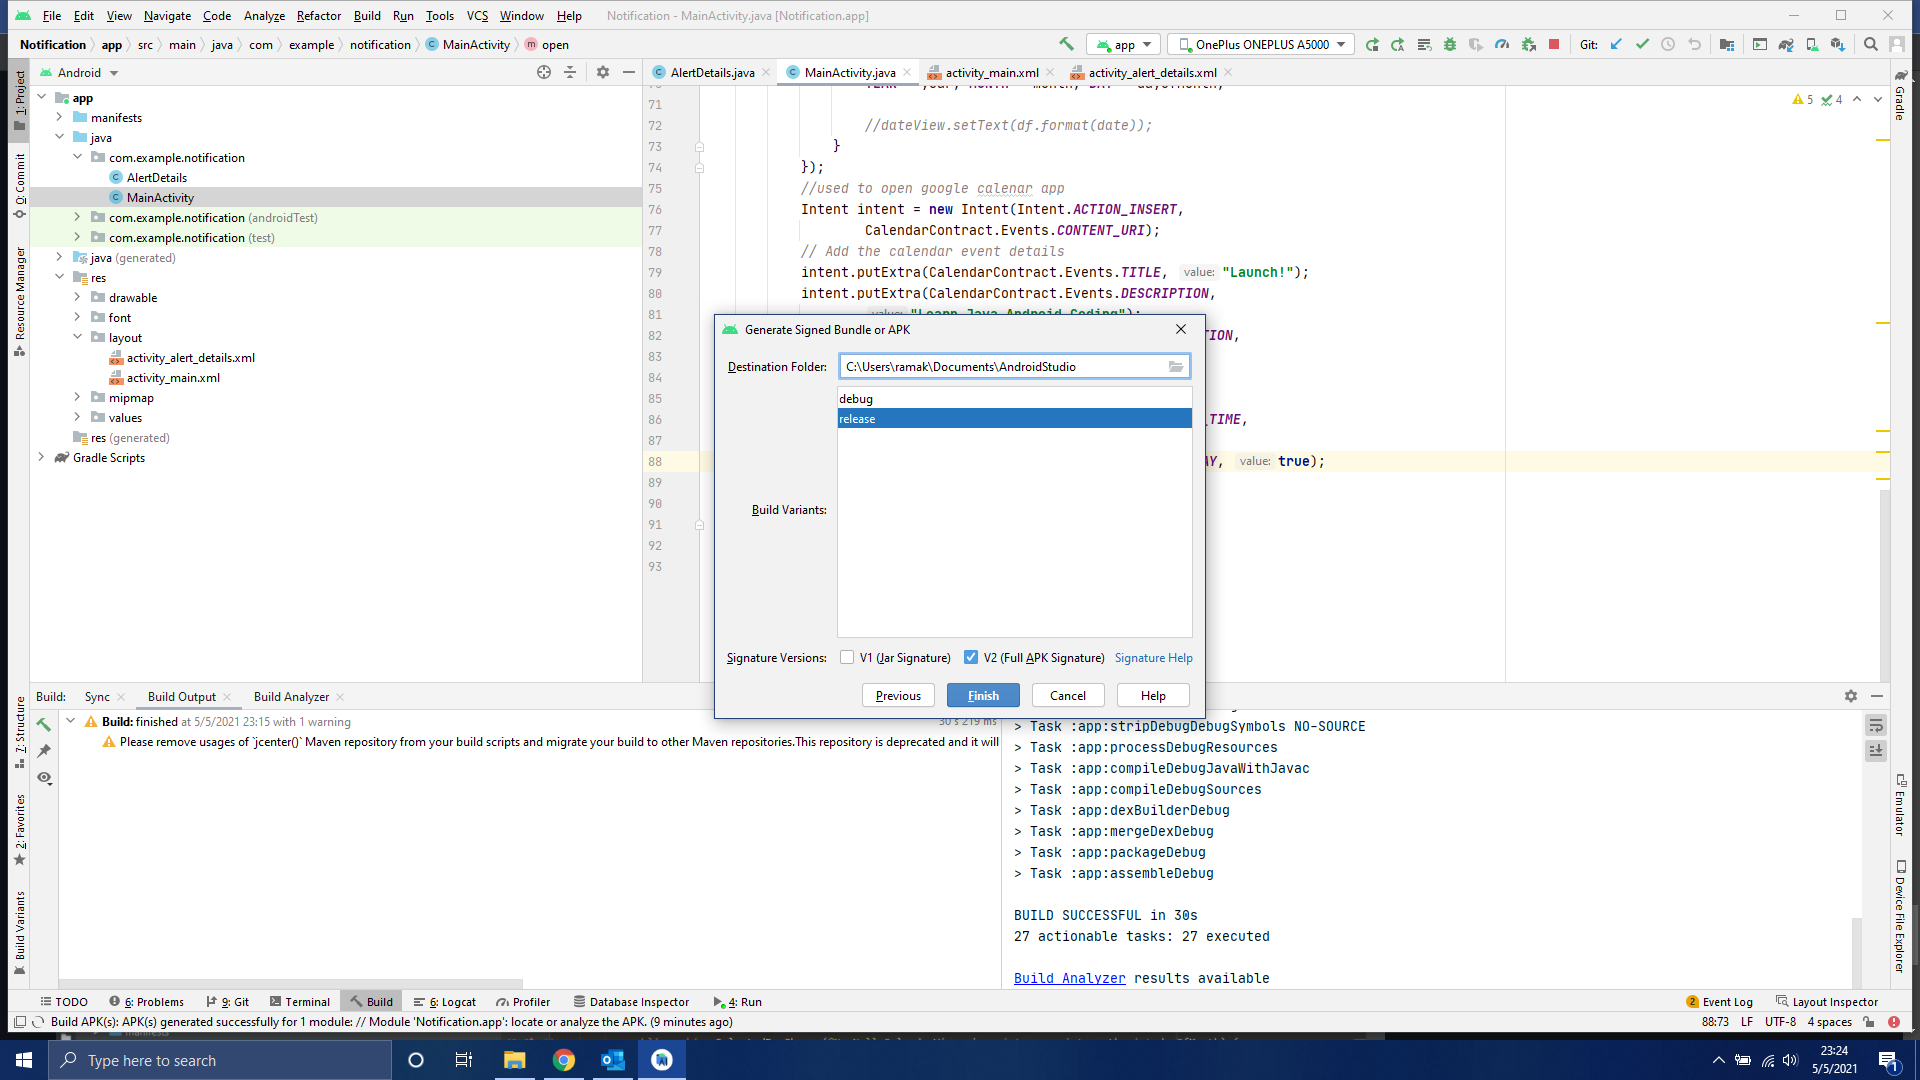 File Edit View Navigate Code Analyze Refactor Build Run Tools VCS Window Help Notification - MainActivity.java [Notification.app]
Notification app src main java com example notification MainActivity open
app OnePlus ONEPLUS A5000 Git:
1: Project
Commit
Resource Manager
7: Structure
2: Favorites
Build Variants
Android
app
manifests
java
com.example.notification
AlertDetails
MainActivity
com.example.notification (androidTest)
com.example.notification (test)
java (generated)
res
drawable
font
layout
activity_alert_details.xml
activity_main.xml
mipmap
values
res (generated)
Gradle Scripts
AlertDetails.java MainActivity.java activity_main.xml activity_alert_details.xml
5 4
71
72 //dateView.setText(df.format(date));
73 }
74 });
75 //used to open google calenar app
76 Intent intent = new Intent(Intent.ACTION_INSERT,
77 CalendarContract.Events.CONTENT_URI);
78 // Add the calendar event details
79 intent.putExtra(CalendarContract.Events.TITLE, value: "Launch!");
80 intent.putExtra(CalendarContract.Events.DESCRIPTION,
81 value: "Learn Java Android Coding");
82 TION,
83
84
85
86 _TIME,
87
88 AY, value: true);
89
90
91
92
93
Generate Signed Bundle or APK
Destination Folder: C:\Users\ramak\Documents\AndroidStudio
debug
release
Build Variants:
Signature Versions: V1 (Jar Signature) V2 (Full APK Signature) Signature Help
Previous Finish Cancel Help
Gradle
Emulator
Device File Explorer
Build: Sync Build Output Build Analyzer
Build: finished at 5/5/2021 23:15 with 1 warning 30 s 219 ms
Please remove usages of `jcenter()` Maven repository from your build scripts and migrate your build to other Maven repositories.This repository is deprecated and it will
> Task :app:stripDebugDebugSymbols NO-SOURCE
> Task :app:processDebugResources
> Task :app:compileDebugJavaWithJavac
> Task :app:compileDebugSources
> Task :app:dexBuilderDebug
> Task :app:mergeDexDebug
> Task :app:packageDebug
> Task :app:assembleDebug
BUILD SUCCESSFUL in 30s
27 actionable tasks: 27 executed
Build Analyzer results available
TODO 6: Problems 9: Git Terminal Build 6: Logcat Profiler Database Inspector 4: Run 2 Event Log Layout Inspector
Build APK(s): APK(s) generated successfully for 1 module: // Module 'Notification.app': locate or analyze the APK. (9 minutes ago) 88:73 LF UTF-8 4 spaces
Type here to search
23:24
5/5/2021
1